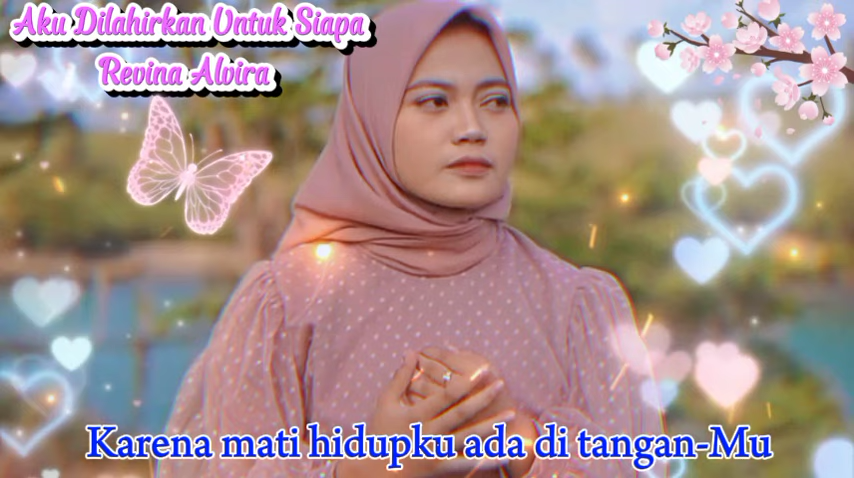 Aku Dilahirkan Untuk Siapa
Revina Alvira
Karena mati hidupku ada di tangan-Mu